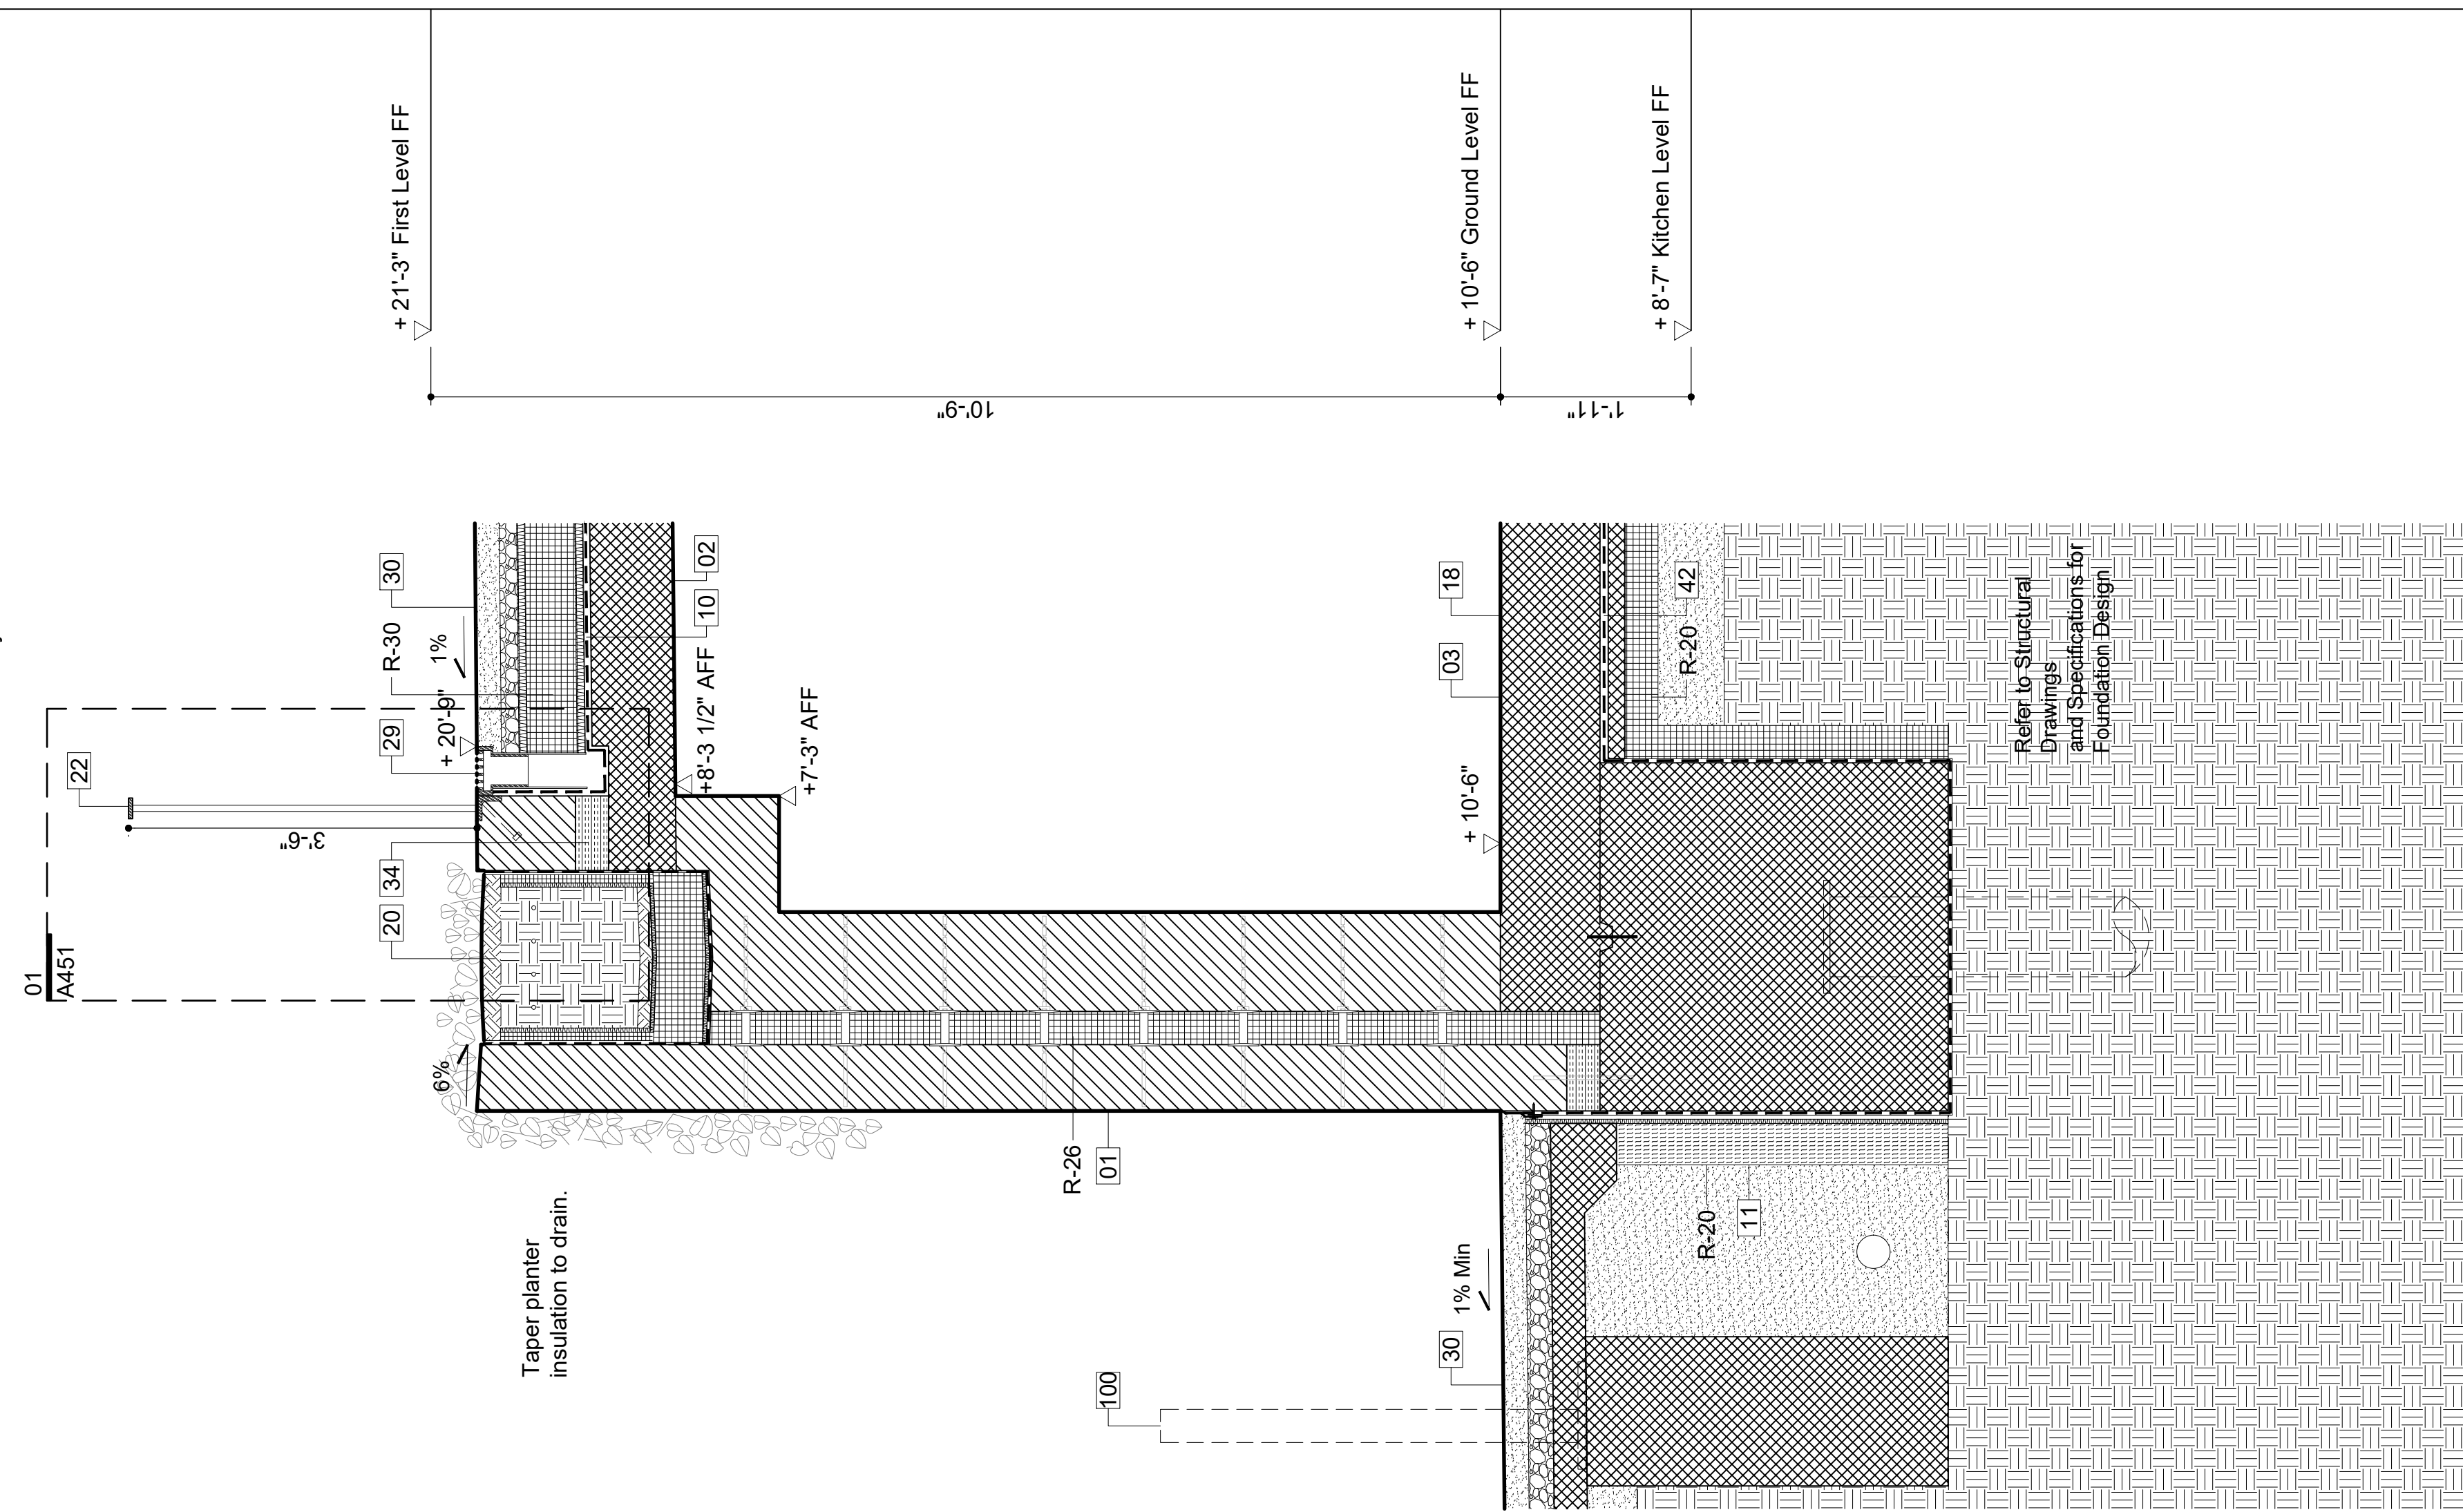 01
A451
22
3'-6"
+ 21'-3" First Level FF
20
34
29
R-30
30
+ 20'-9"
1%
6%
Taper planter
insulation to drain.
+8'-3 1/2" AFF
10
02
+7'-3" AFF
10'-9"
R-26
01
100
30
1% Min
+ 10'-6"
03
18
+ 10'-6" Ground Level FF
1'-11"
R-20
11
R-20
42
+ 8'-7" Kitchen Level FF
Refer to Structural
Drawings
and Specifications for
Foundation Design